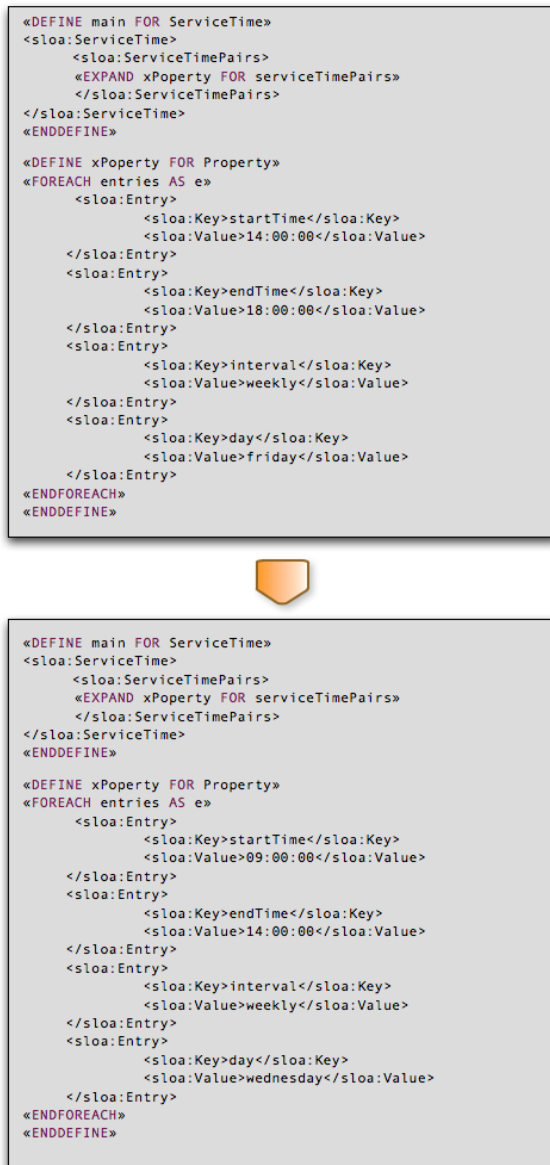 «DEFINE main FOR ServiceTime»
<sloa:ServiceTime>
<sloa:ServiceTimePairs>
«EXPAND xPoperty FOR serviceTimePairs»
</sloa:ServiceTimePairs>
</sloa:ServiceTime>
«ENDDEFINE»
«DEFINE xPoperty FOR Property»
«FOREACH entries AS e»
<sloa:Entry>
<sloa:Key>startTime</sloa:Key>
<sloa:Value>14:00:00</sloa:Value>
</sloa:Entry>
<sloa:Entry>
<sloa:Key>endTime</sloa:Key>
<sloa:Value>18:00:00</sloa:Value>
</sloa:Entry>
<sloa:Entry>
<sloa:Key>interval</sloa:Key>
<sloa:Value>weekly</sloa:Value>
</sloa:Entry>
<sloa:Entry>
<sloa:Key>day</sloa:Key>
<sloa:Value>friday</sloa:Value>
</sloa:Entry>
«ENDFOREACH»
«ENDDEFINE»
«DEFINE main FOR ServiceTime»
<sloa:ServiceTime>
<sloa:ServiceTimePairs>
«EXPAND xPoperty FOR serviceTimePairs»
</sloa:ServiceTimePairs>
</sloa:ServiceTime>
«ENDDEFINE»
«DEFINE xPoperty FOR Property»
«FOREACH entries AS e»
<sloa:Entry>
<sloa:Key>startTime</sloa:Key>
<sloa:Value>09:00:00</sloa:Value>
</sloa:Entry>
<sloa:Entry>
<sloa:Key>endTime</sloa:Key>
<sloa:Value>14:00:00</sloa:Value>
</sloa:Entry>
<sloa:Entry>
<sloa:Key>interval</sloa:Key>
<sloa:Value>weekly</sloa:Value>
</sloa:Entry>
<sloa:Entry>
<sloa:Key>day</sloa:Key>
<sloa:Value>wednesday</sloa:Value>
</sloa:Entry>
«ENDFOREACH»
«ENDDEFINE»